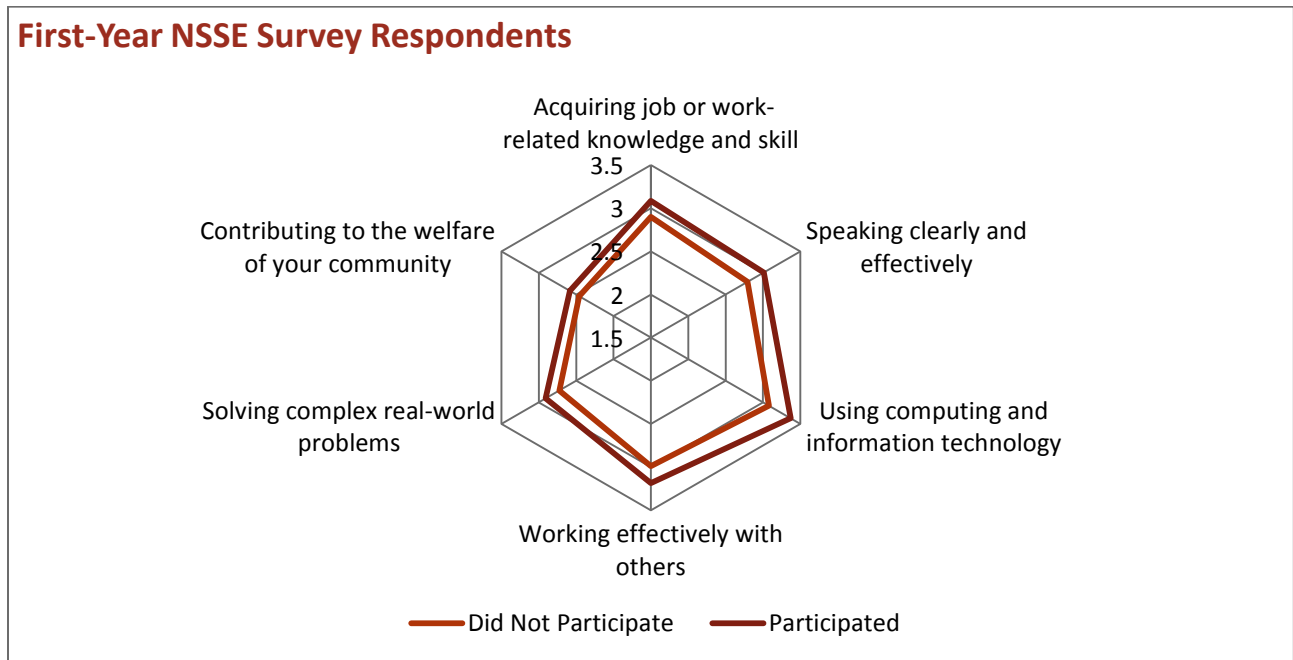 First-Year NSSE Survey Respondents
Acquiring job or work-
related knowledge and skill
3.5
3
2.5
2
1.5
Speaking clearly and
effectively
Using computing and
information technology
Working effectively with
others
Solving complex real-world
problems
Contributing to the welfare
of your community
Did Not Participate
Participated